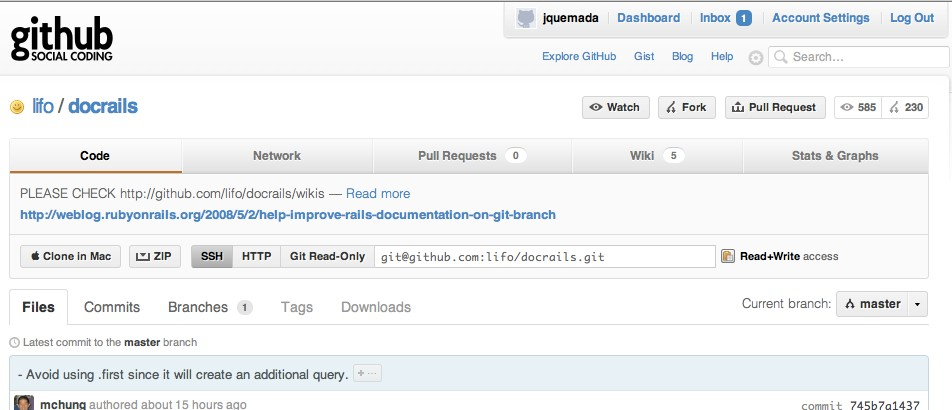 github
SOCIAL CODING
jquemada Dashboard Inbox 1 Account Settings Log Out
Explore GitHub Gist Blog Help Search...
lifo / docrails
Watch Fork Pull Request 585 230
Code Network Pull Requests 0 Wiki 5 Stats & Graphs
PLEASE CHECK http://github.com/lifo/docrails/wikis — Read more
http://weblog.rubyonrails.org/2008/5/2/help-improve-rails-documentation-on-git-branch
Clone in Mac ZIP SSH HTTP Git Read-Only git@github.com:lifo/docrails.git Read+Write access
Files Commits Branches 1 Tags Downloads Current branch: master
Latest commit to the master branch
- Avoid using .first since it will create an additional query. + ...
mchung authored about 15 hours ago commit 745b7a1437